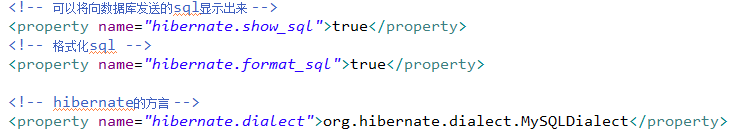 <!-- 可以将向数据库发送的sql显示出来 -->
<property name="hibernate.show_sql">true</property>
<!-- 格式化sql -->
<property name="hibernate.format_sql">true</property>
<!-- hibernate的方言 -->
<property name="hibernate.dialect">org.hibernate.dialect.MySQLDialect</property>